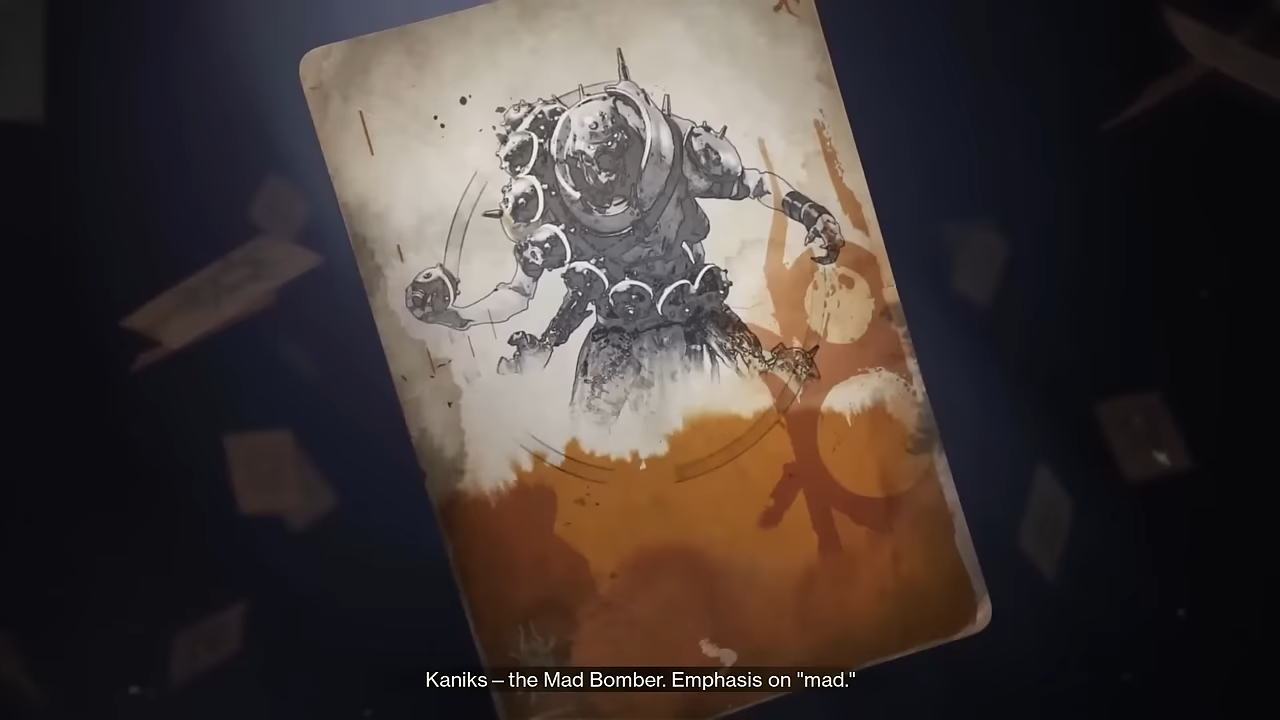 Kaniks – the Mad Bomber. Emphasis on "mad."